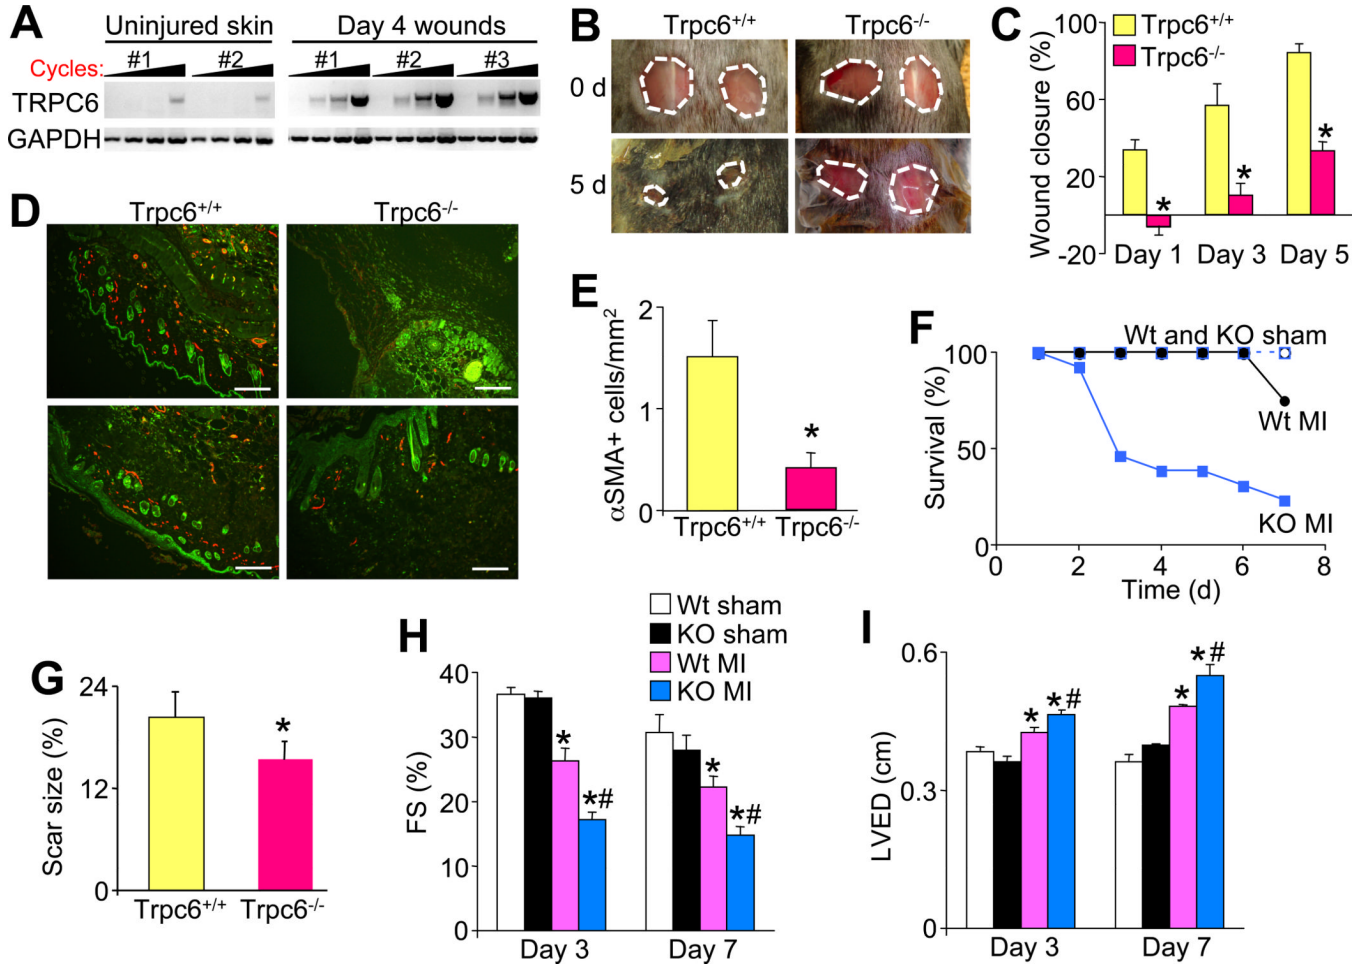 A
Uninjured skin
Day 4 wounds
#1
#2
#1
#2
#3
Cycles:
TRPC6
GAPDH
B
Trpc6+/+
Trpc6-/-
0 d
5 d
C
Trpc6+/+
Trpc6-/-
Wound closure (%)
100
60
20
-20
*
*
*
Day 1
Day 3
Day 5
D
Trpc6+/+
Trpc6-/-
E
αSMA+ cells/mm2
2
1
0
*
Trpc6+/+
Trpc6-/-
F
Survival (%)
100
50
0
Wt and KO sham
Wt MI
KO MI
0
2
4
6
8
Time (d)
G
Scar size (%)
24
12
0
*
Trpc6+/+
Trpc6-/-
H
Wt sham
KO sham
Wt MI
KO MI
FS (%)
40
30
20
10
0
*
*#
*
*#
Day 3
Day 7
I
LVED (cm)
0.6
0.3
0
*
*#
*
*#
Day 3
Day 7